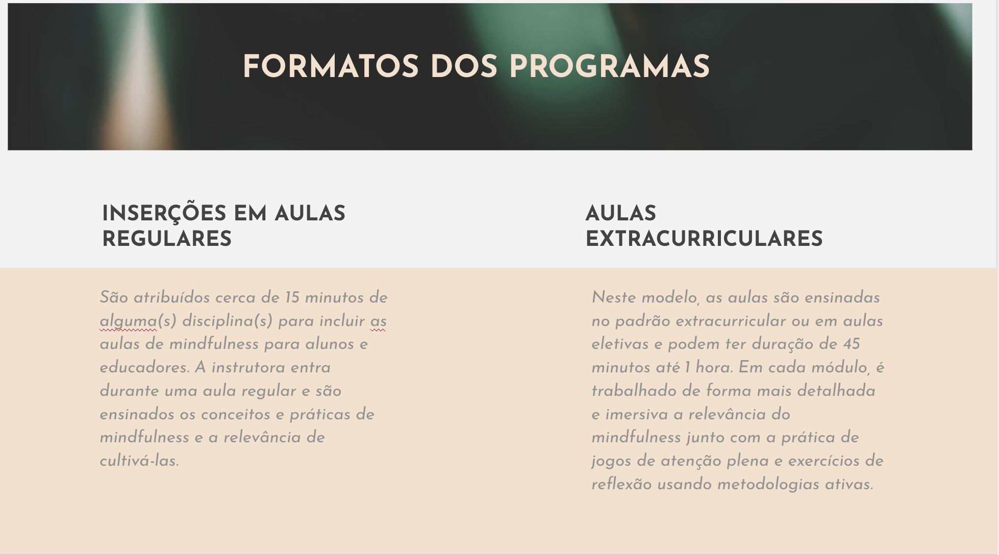 FORMATOS DOS PROGRAMAS
INSERÇÕES EM AULAS
REGULARES
São atribuídos cerca de 15 minutos de
alguma(s) disciplina(s) para incluir as
aulas de mindfulness para alunos e
educadores. A instrutora entra
durante uma aula regular e são
ensinados os conceitos e práticas de
mindfulness e a relevância de
cultivá-las.
AULAS
EXTRACURRICULARES
Neste modelo, as aulas são ensinadas
no padrão extracurricular ou em aulas
eletivas e podem ter duração de 45
minutos até 1 hora. Em cada módulo, é
trabalhado de forma mais detalhada
e imersiva a relevância do
mindfulness junto com a prática de
jogos de atenção plena e exercícios de
reflexão usando metodologias ativas.